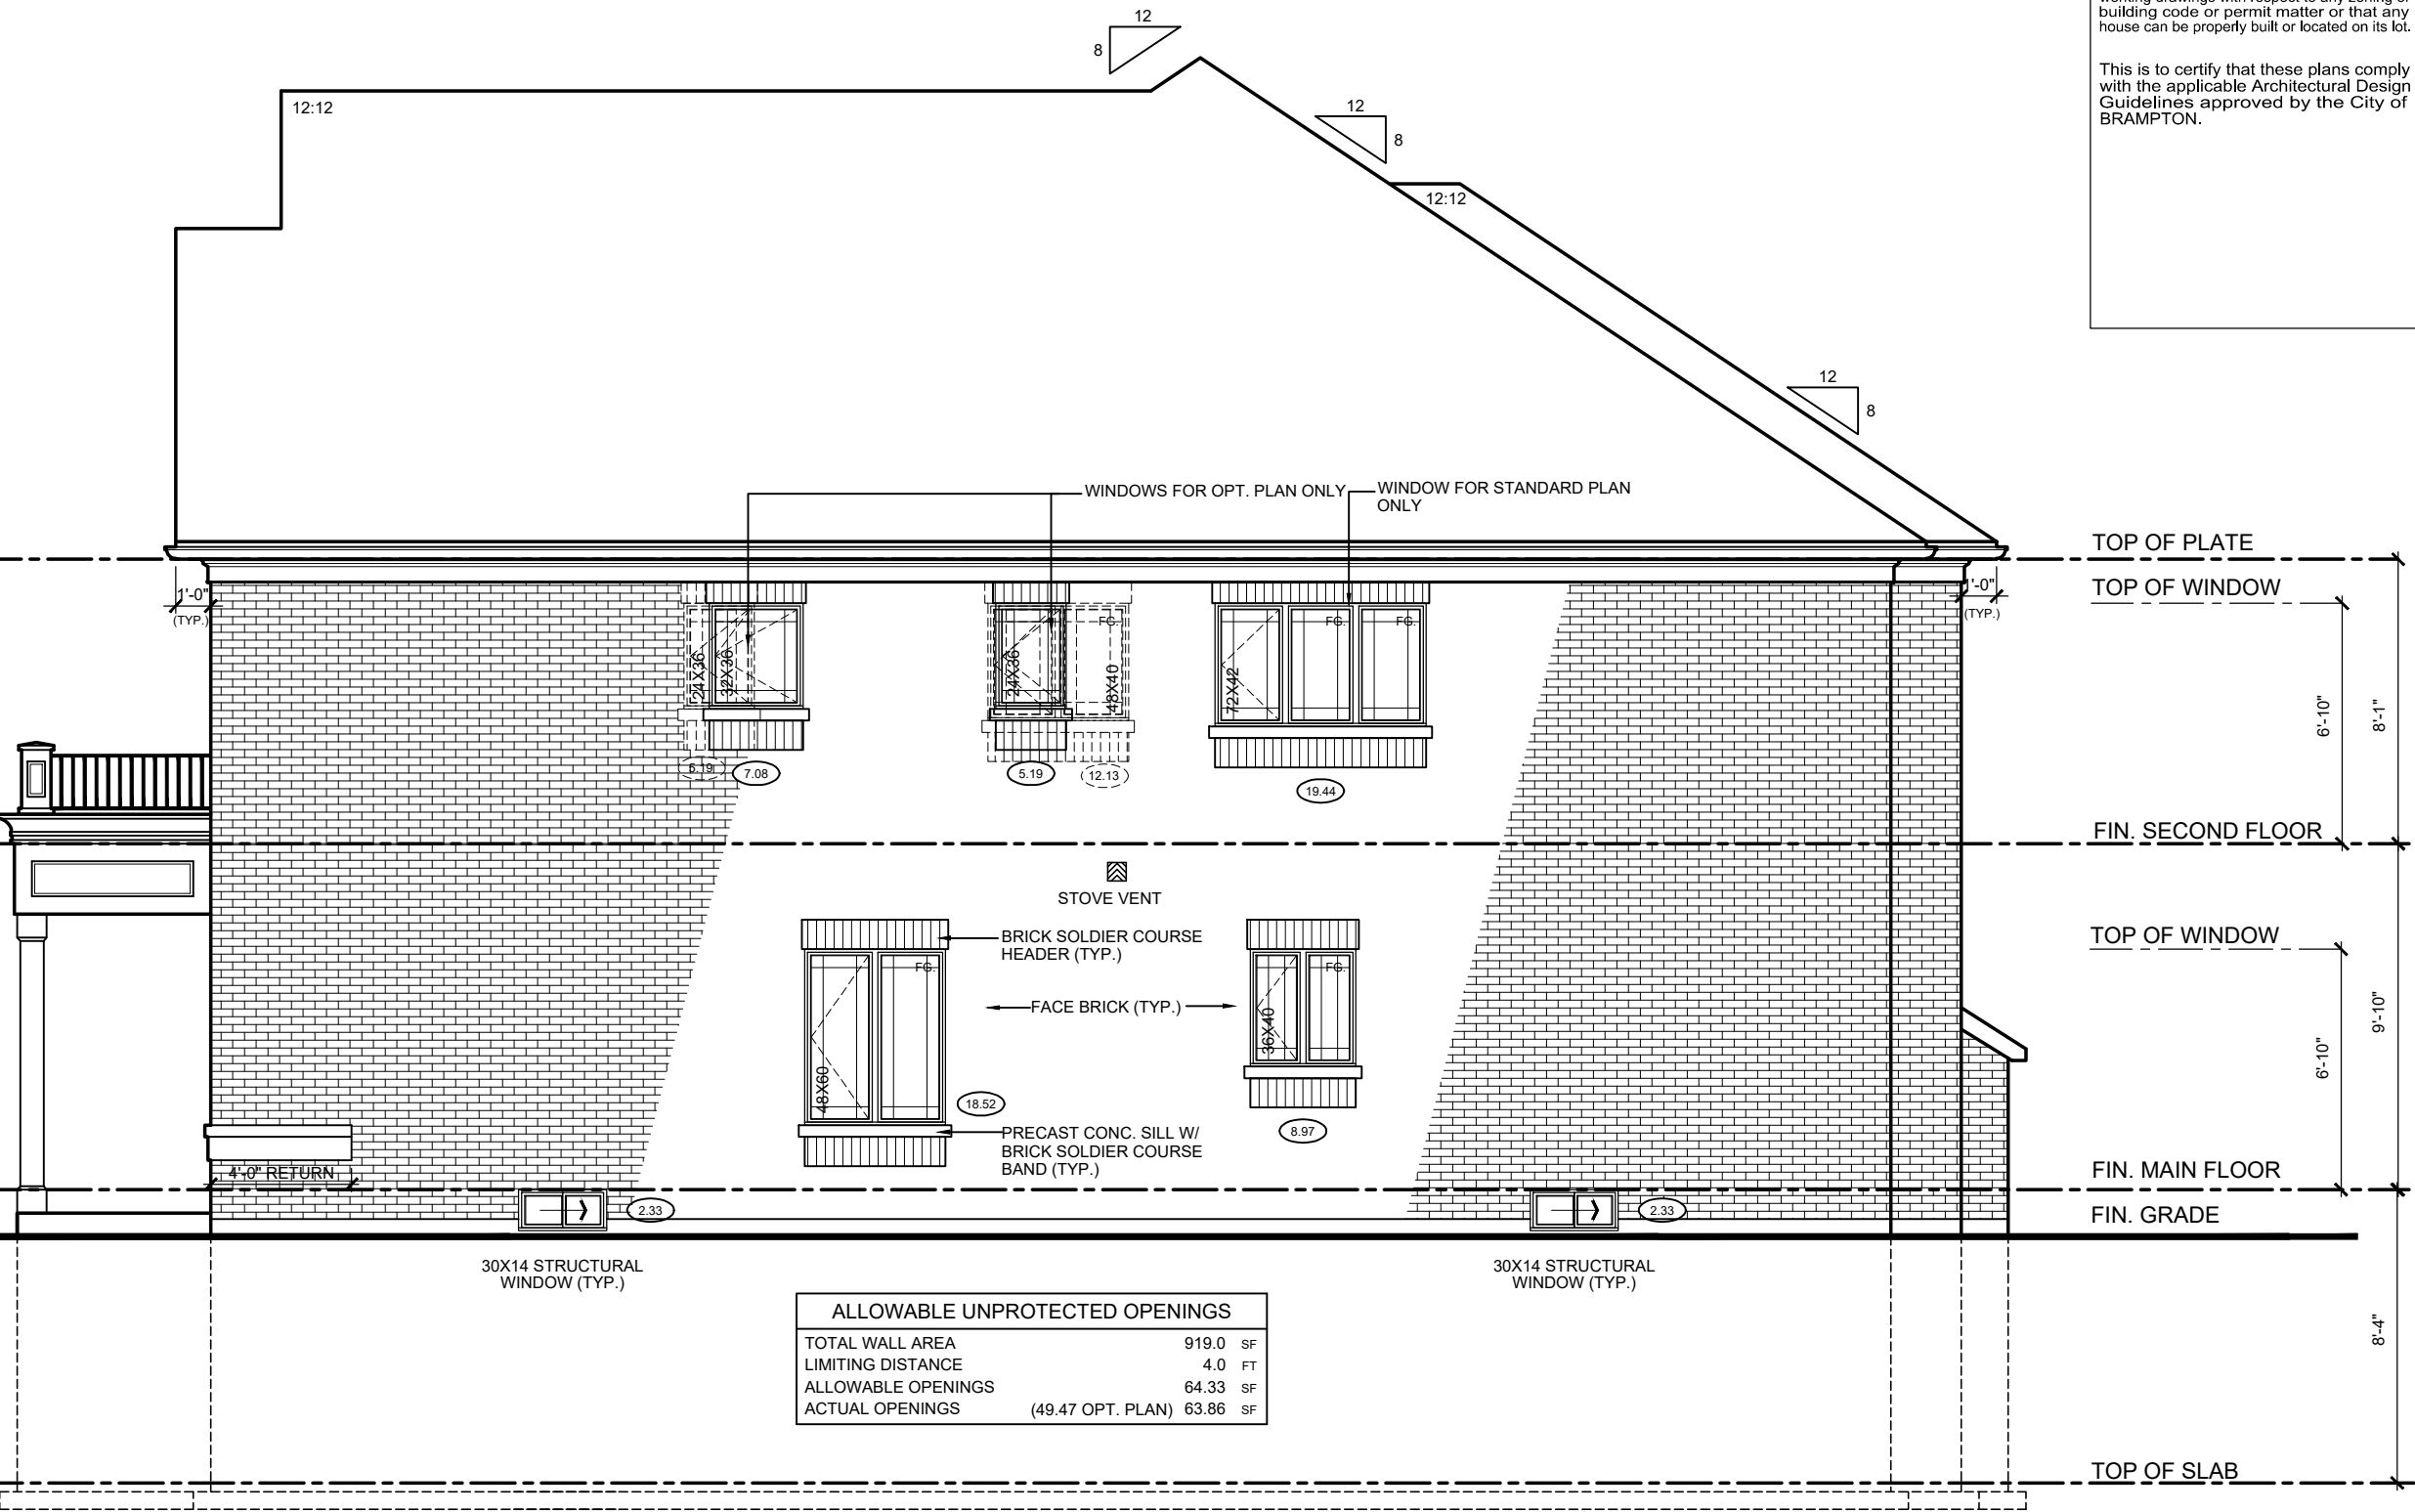 building code or permit matter or that any
house can be properly built or located on its lot.
This is to certify that these plans comply
with the applicable Architectural Design
Guidelines approved by the City of
BRAMPTON.
12
8
12:12
12
8
12:12
12
8
WINDOWS FOR OPT. PLAN ONLY
WINDOW FOR STANDARD PLAN
ONLY
TOP OF PLATE
TOP OF WINDOW
1'-0"
(TYP.)
1'-0"
(TYP.)
24X36
32X36
24X36
FG.
48X40
72X42
FG.
FG.
6'-10"
8'-1"
5.19
7.08
5.19
12.13
19.44
FIN. SECOND FLOOR
STOVE VENT
BRICK SOLDIER COURSE
HEADER (TYP.)
TOP OF WINDOW
FG.
FG.
FACE BRICK (TYP.)
48X60
36X40
9'-10"
6'-10"
18.52
8.97
PRECAST CONC. SILL W/
BRICK SOLDIER COURSE
BAND (TYP.)
4'-0" RETURN
FIN. MAIN FLOOR
2.33
2.33
FIN. GRADE
30X14 STRUCTURAL
WINDOW (TYP.)
30X14 STRUCTURAL
WINDOW (TYP.)
ALLOWABLE UNPROTECTED OPENINGS
TOTAL WALL AREA 919.0 SF
LIMITING DISTANCE 4.0 FT
ALLOWABLE OPENINGS 64.33 SF
ACTUAL OPENINGS (49.47 OPT. PLAN) 63.86 SF
8'-4"
TOP OF SLAB